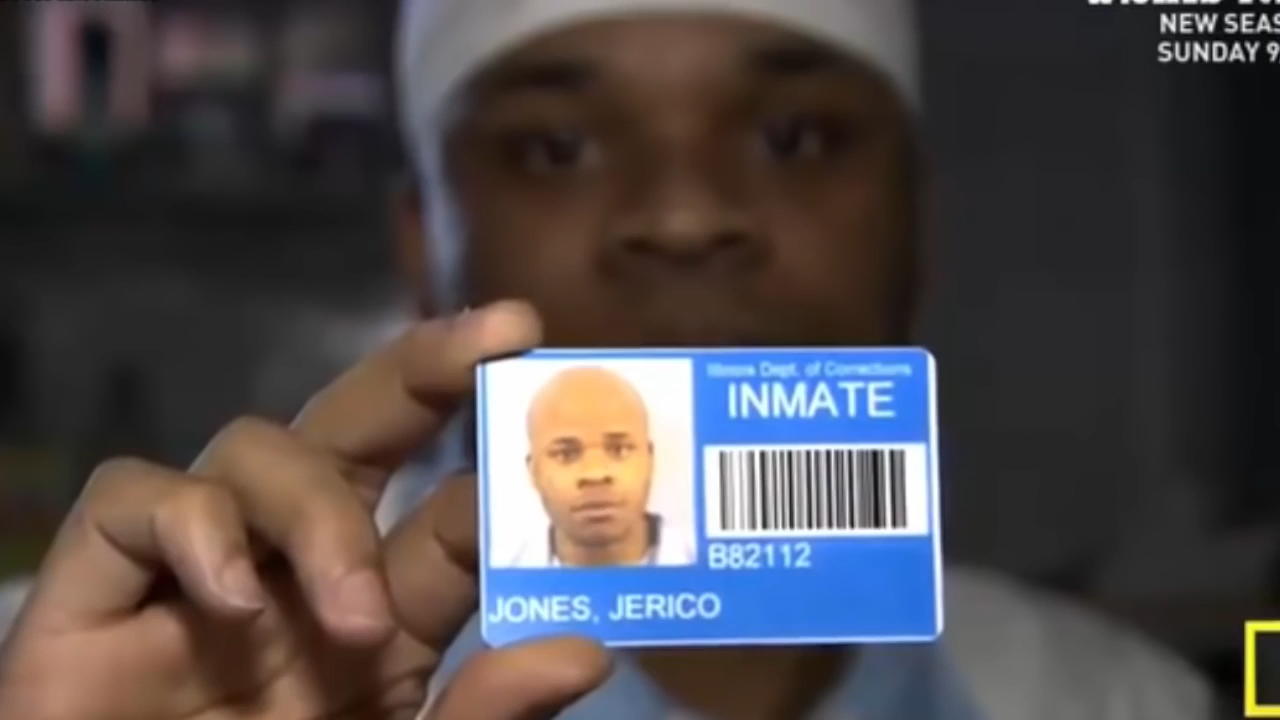 NEW SEAS
SUNDAY 9
Illinois Dept. of Corrections
INMATE
B82112
JONES, JERICO